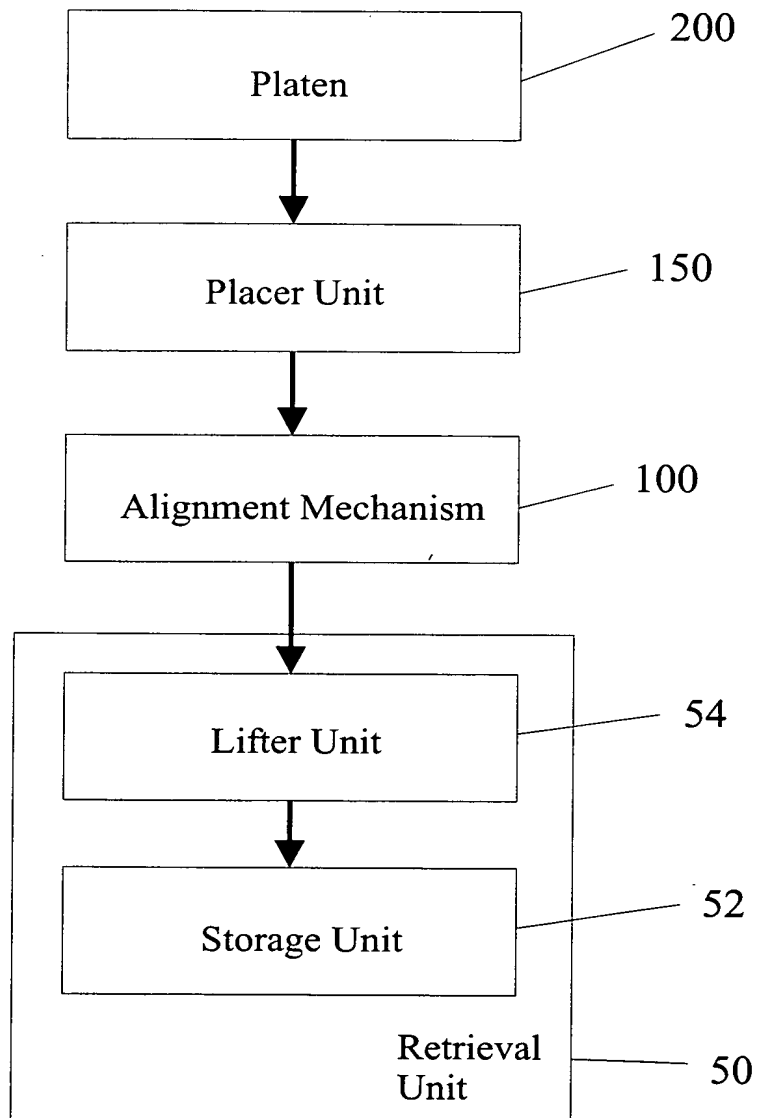 200
Platen
150
Placer Unit
100
Alignment Mechanism
54
Lifter Unit
52
Storage Unit
Retrieval
Unit
50